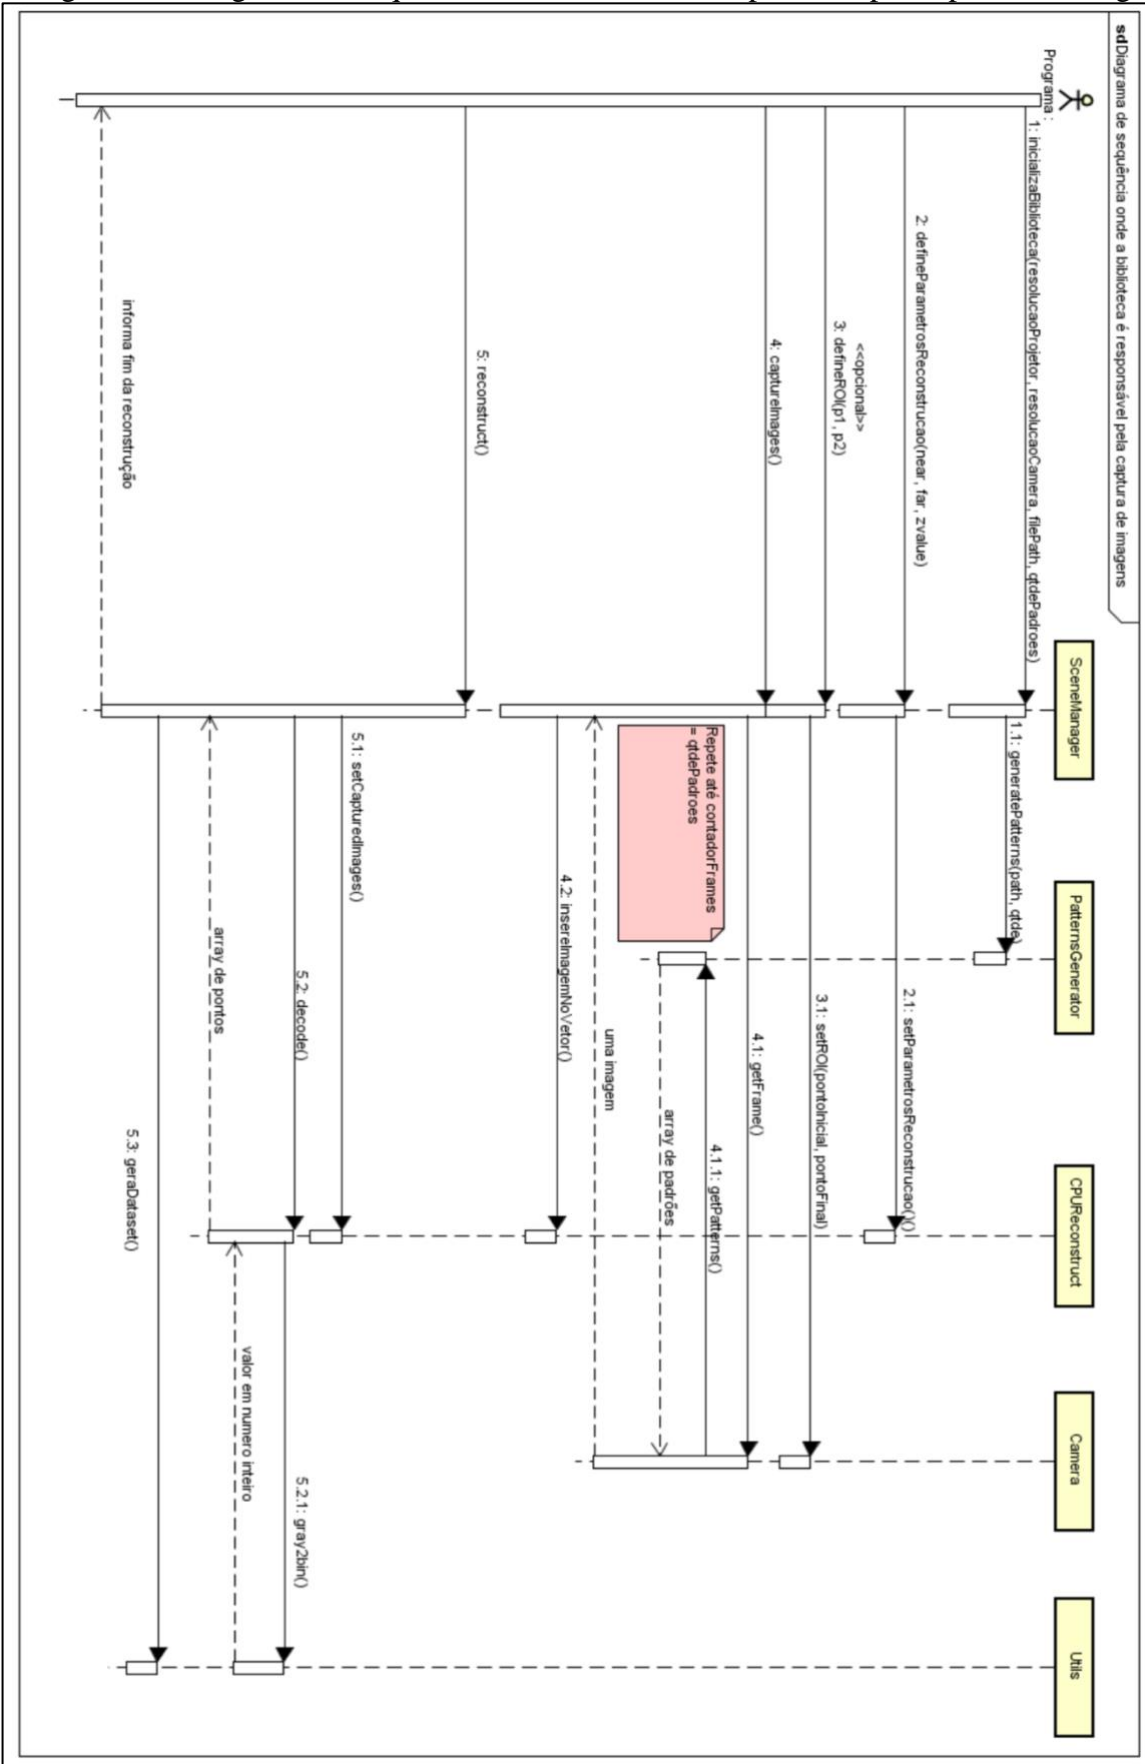 sdDiagrama de sequência onde a biblioteca é responsável pela captura de imagens
Programa :
SceneManager
PatternsGenerator
CPUReconstruct
Camera
Utils
1: inicializaBiblioteca(resolucaoProjetor, resolucaoCamera, filePath, qtdePadroes)
1.1: generatePatterns(path, qtde)
2: defineParametrosReconstrucao(near, far, zvalue)
2.1: setParametrosReconstrucao()()
<<opcional>>
3: defineROI(p1, p2)
3.1: setROI(pontoInicial, pontoFinal)
4: captureImages()
4.1: getFrame()
Repete até contadorFrames
= qtdePadroes
4.1.1: getPatterns()
array de padrões
uma imagem
4.2: insereImagemNoVetor()
5: reconstruct()
5.1: setCapturedImages()
5.2: decode()
5.2.1: gray2bin()
valor em numero inteiro
array de pontos
5.3: geraDataset()
informa fim da reconstrução